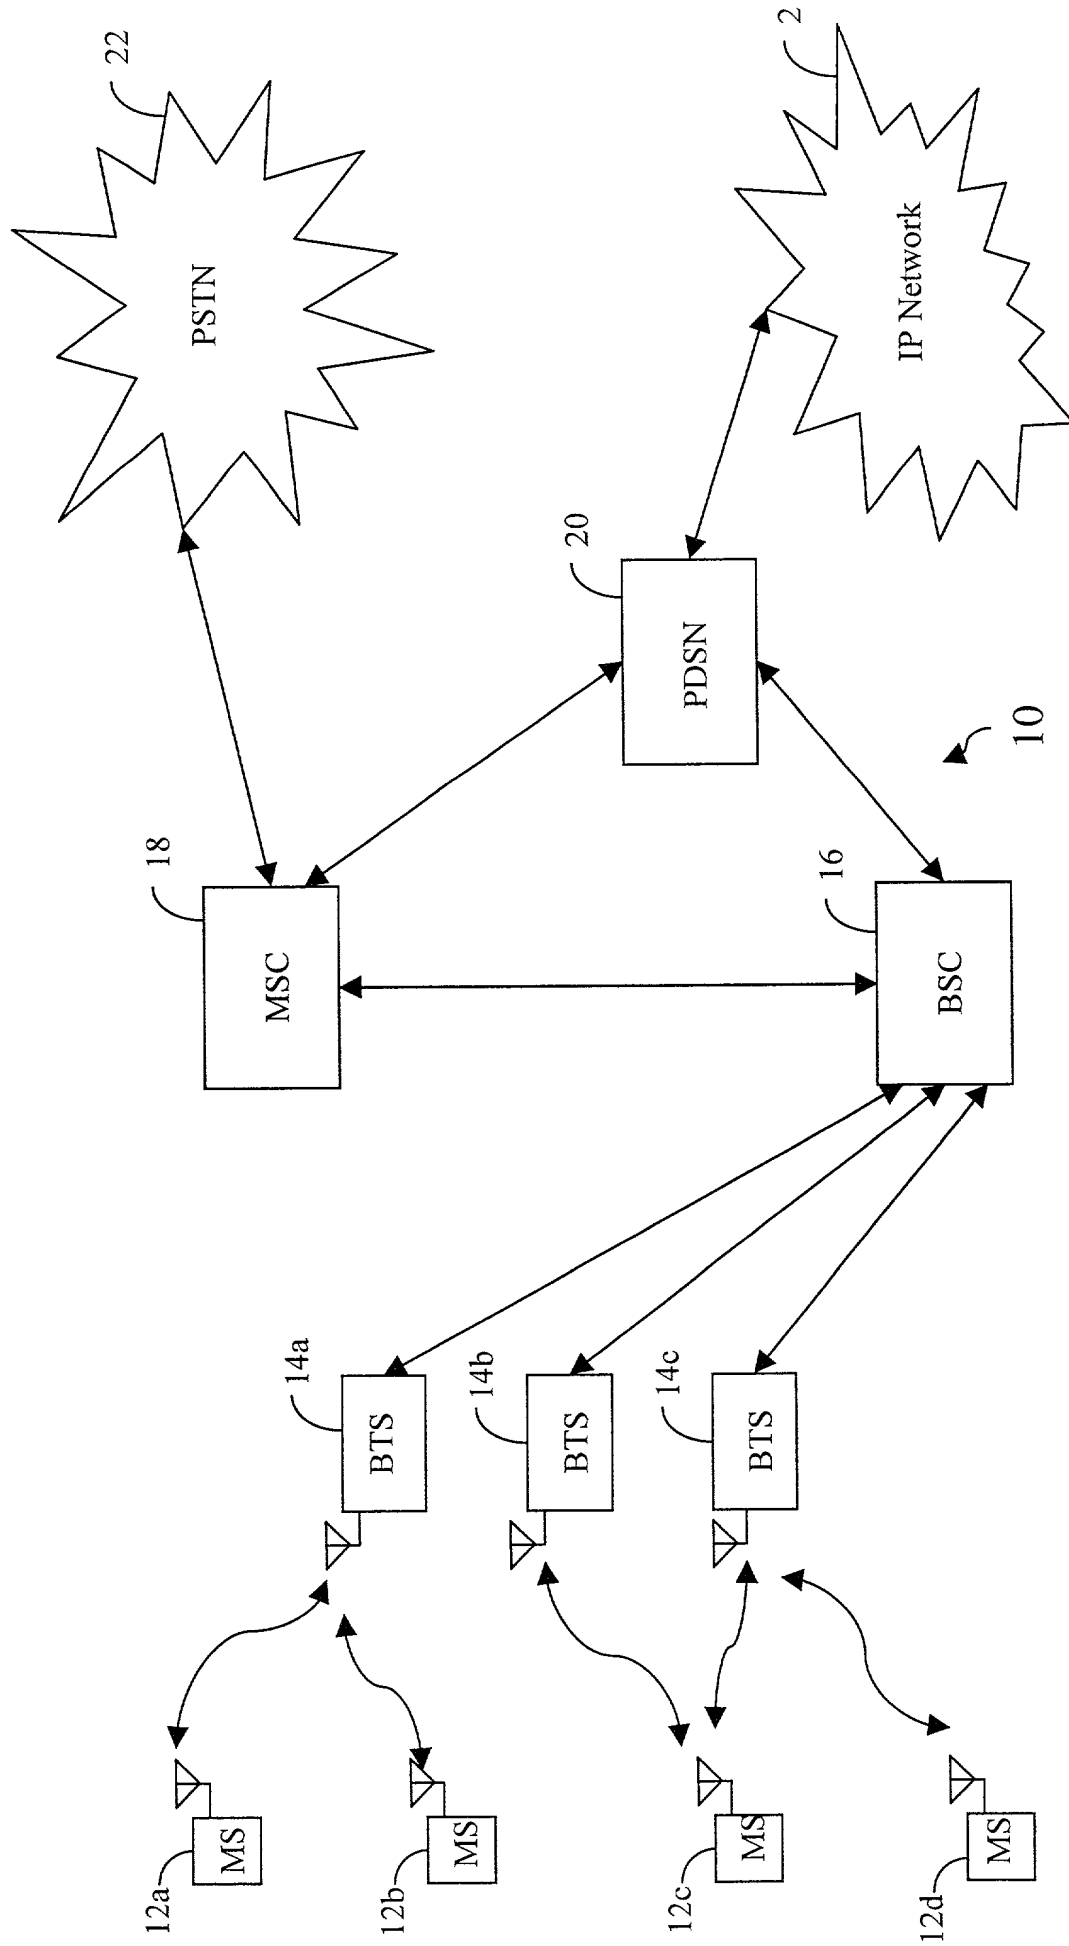 12a
MS
12b
MS
12c
MS
12d
MS
14a
BTS
14b
BTS
14c
BTS
18
MSC
16
BSC
10
20
PDSN
22
PSTN
2
IP Network